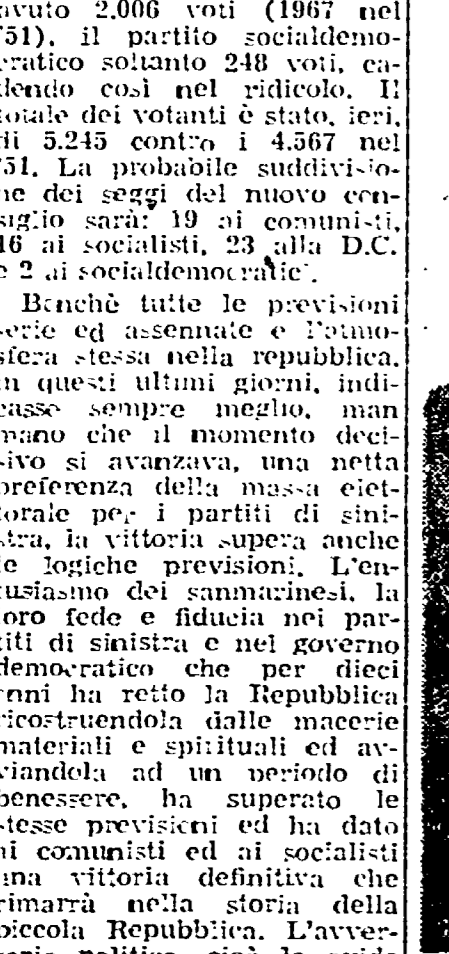 avuto 2.006 voti (1967 nel
'51), il partito socialdemo-
cratico soltanto 248 voti, ca-
dendo così nel ridicolo. Il
totale dei votanti è stato, ieri,
di 5.245 contro i 4.567 nel
'51. La probabile suddivisio-
ne dei seggi del nuovo con-
siglio sarà: 19 ai comunisti,
16 ai socialisti, 23 alla D.C.
e 2 ai socialdemocratic'.
Banchè tutte le previsioni
serie ed assennate e l'atmo-
sfera stessa nella repubblica,
in questi ultimi giorni, indi-
casse sempre meglio, man
mano che il momento deci-
sivo si avanzava, una netta
preferenza della massa elet-
torale per i partiti di sini-
stra, la vittoria supera anche
le logiche previsioni. L'en-
tusiasmo dei sanmarinesi, la
loro fede e fiducia nei par-
titi di sinistra e nel governo
democratico che per dieci
anni ha retto la Repubblica
ricostruendola dalle macerie
materiali e spirituali ed av-
viandola ad un periodo di
benessere, ha superato le
stesse previsioni ed ha dato
ai comunisti ed ai socialisti
una vittoria definitiva che
rimarrà nella storia della
piccola Repubblica. L'avver-